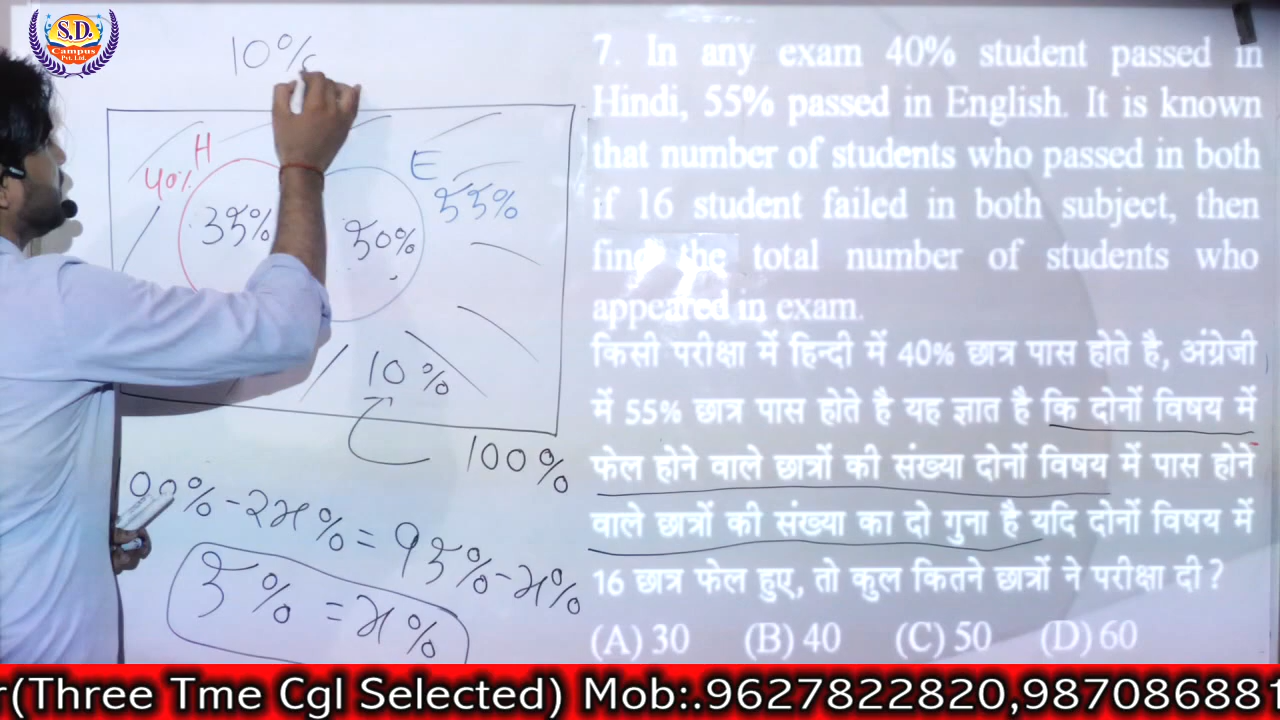 S.D.
Campus
Pvt. Ltd.
10%
H
40%
E
55%
35%
50%
10%
100%
00% - 2x% = 95% - x%
5% = x%
7. In any exam 40% student passed in
Hindi, 55% passed in English. It is known
that number of students who passed in both
if 16 student failed in both subject, then
find the total number of students who
appeared in exam.
किसी परीक्षा में हिन्दी में 40% छात्र पास होते है, अंग्रेजी
में 55% छात्र पास होते है यह ज्ञात है कि दोनों विषय में
फेल होने वाले छात्रों की संख्या दोनों विषय में पास होने
वाले छात्रों की संख्या का दो गुना है यदि दोनों विषय में
16 छात्र फेल हुए, तो कुल कितने छात्रों ने परीक्षा दी ?
(A) 30 (B) 40 (C) 50 (D) 60
r(Three Tme Cgl Selected) Mob:.9627822820,987086881